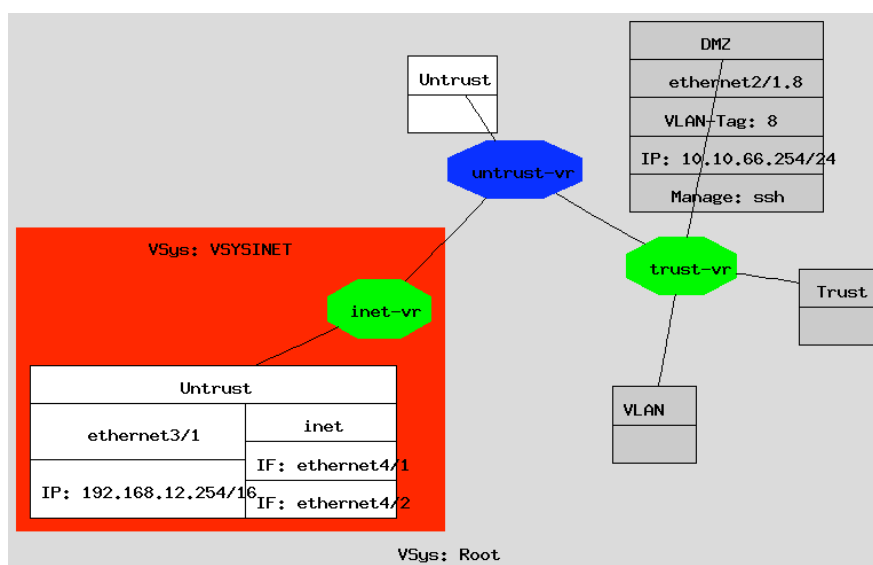 DMZ
ethernet2/1.8
VLAN-Tag: 8
IP: 10.10.66.254/24
Manage: ssh
Untrust
untrust-vr
trust-vr
Trust
VSys: VSYSINET
inet-vr
Untrust
ethernet3/1
IP: 192.168.12.254/16
inet
IF: ethernet4/1
IF: ethernet4/2
VLAN
VSys: Root